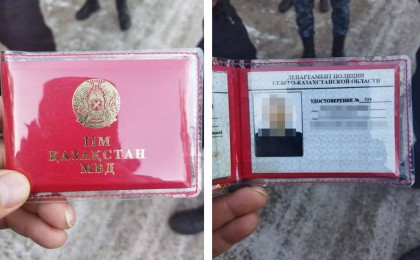 ІІМ
ҚАЗАҚСТАН
МВД
ДЕПАРТАМЕНТ ПОЛИЦИИ
СЕВЕРО-КАЗАХСТАНСКОЙ ОБЛАСТИ
УДОСТОВЕРЕНИЕ №